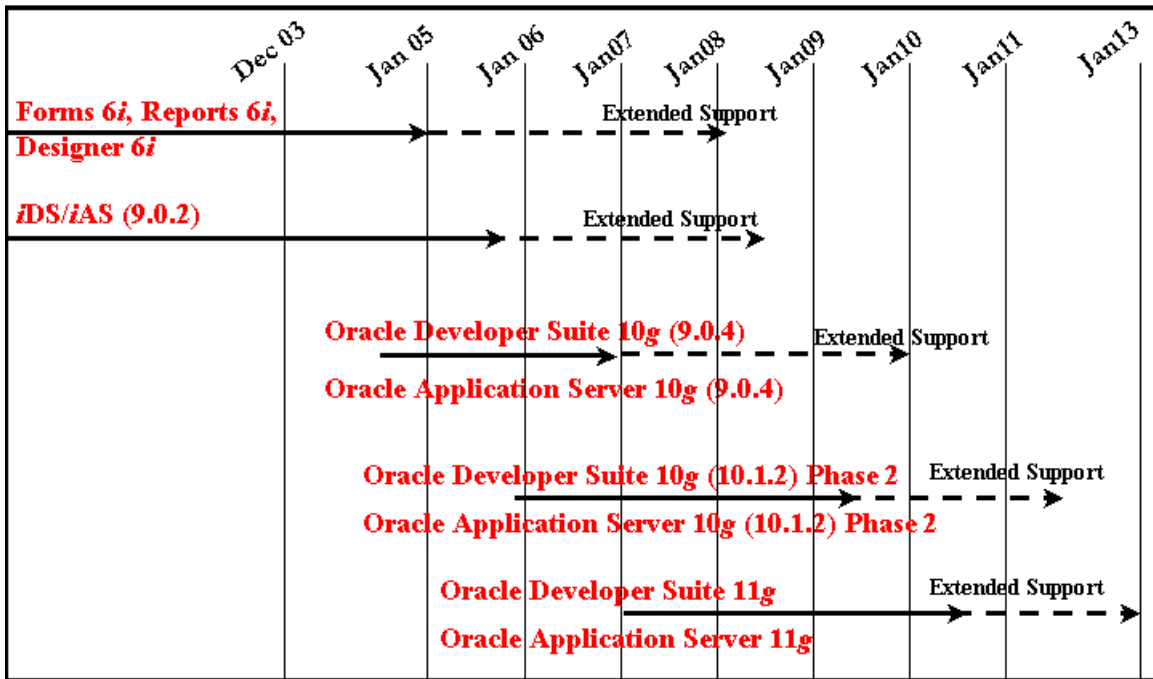 Dec 03
Jan 05
Jan 06
Jan07
Jan08
Jan09
Jan10
Jan11
Jan13
Forms 6i, Reports 6i,
Designer 6i
Extended Support
iDS/iAS (9.0.2)
Extended Support
Oracle Developer Suite 10g (9.0.4)
Extended Support
Oracle Application Server 10g (9.0.4)
Oracle Developer Suite 10g (10.1.2) Phase 2
Extended Support
Oracle Application Server 10g (10.1.2) Phase 2
Oracle Developer Suite 11g
Extended Support
Oracle Application Server 11g